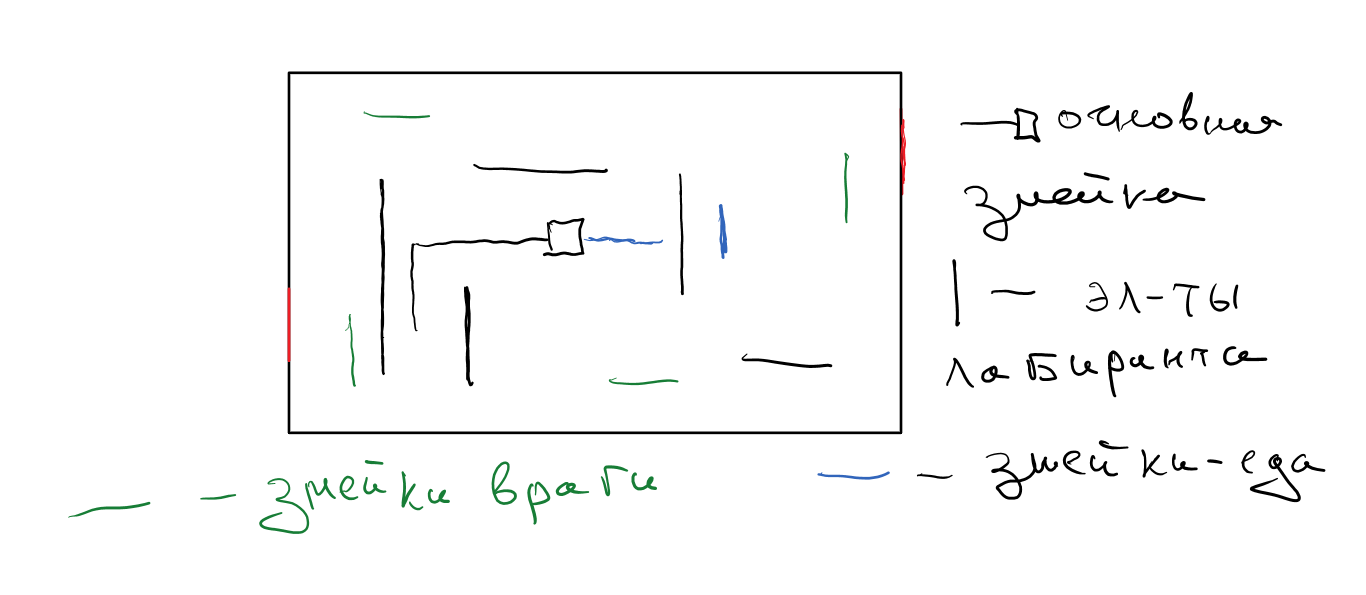 основная
змейка
— эл-ты
лабиринта
— змейки враги
— змейки-еда